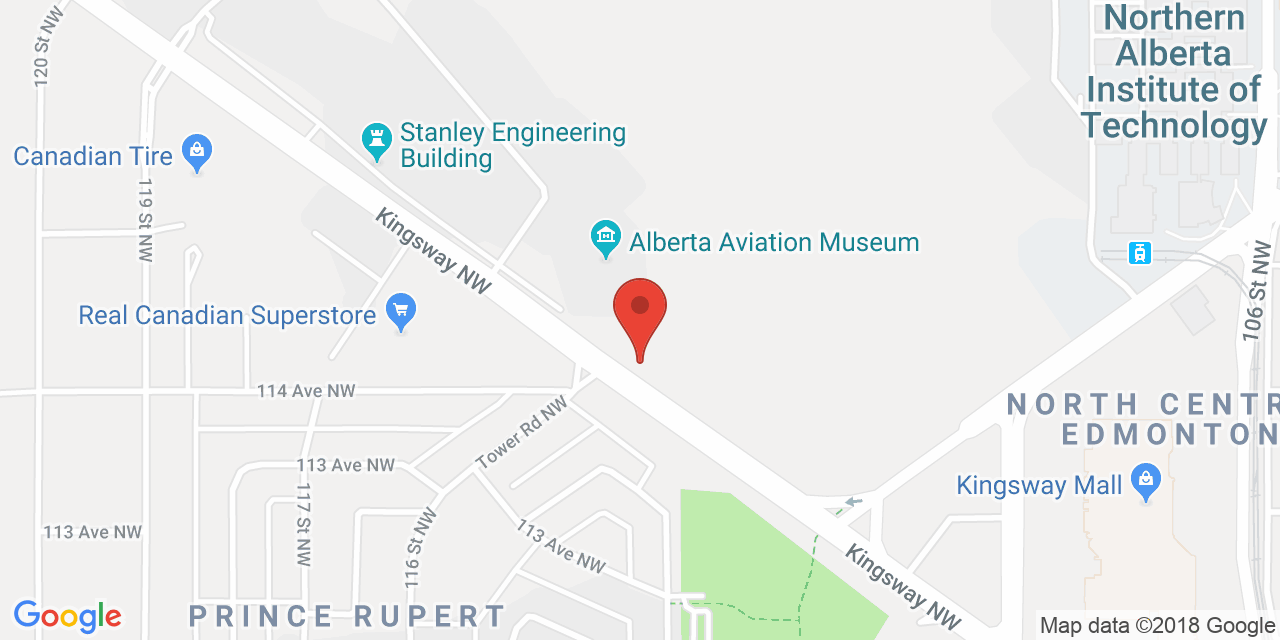 120 St NW
Northern
Alberta
Institute of
Technology
Stanley Engineering
Building
Canadian Tire
119 St NW
Kingsway NW
Alberta Aviation Museum
106 St NW
Real Canadian Superstore
114 Ave NW
Tower Rd NW
NORTH CENTR
EDMONTON
113 Ave NW
117 St NW
Kingsway Mall
116 St NW
113 Ave NW
113 Ave NW
Kingsway NW
Google
PRINCE RUPERT
Map data ©2018 Google